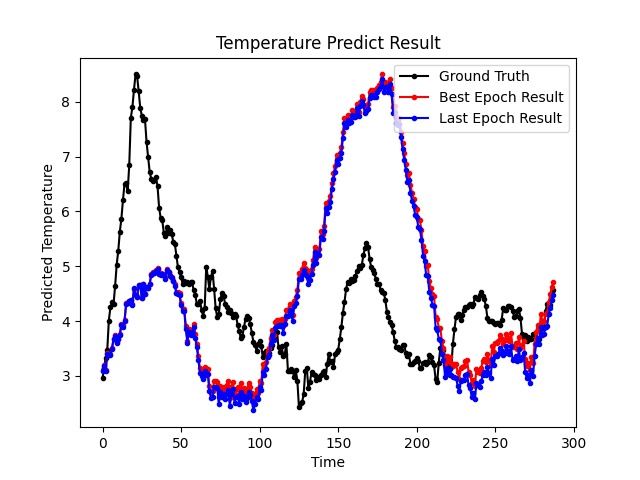 Temperature Predict Result
Ground Truth
Best Epoch Result
Last Epoch Result
Predicted Temperature
8
7
6
5
4
3
0 50 100 150 200 250 300
Time